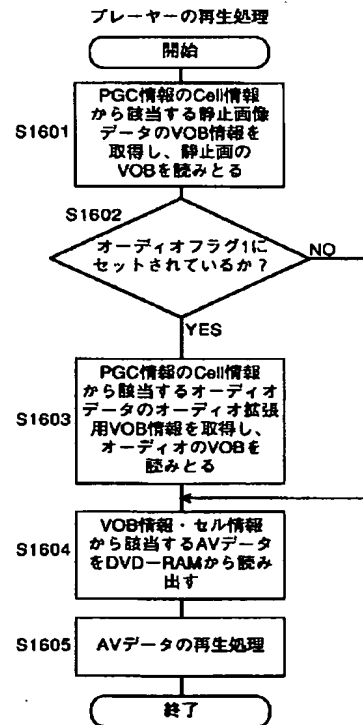 プレーヤーの再生処理
開始
S1601
PGC情報のCell情報
から該当する静止画像
データのVOB情報を
取得し、静止画の
VOBを読みとる
S1602
オーディオフラグ1に
セットされているか？
NO
YES
S1603
PGC情報のCell情報
から該当するオーディオ
データのオーディオ拡張
用VOB情報を取得し、
オーディオのVOBを
読みとる
S1604
VOB情報・セル情報
から該当するAVデータ
をDVD－RAMから読み
出す
S1605
AVデータの再生処理
終了